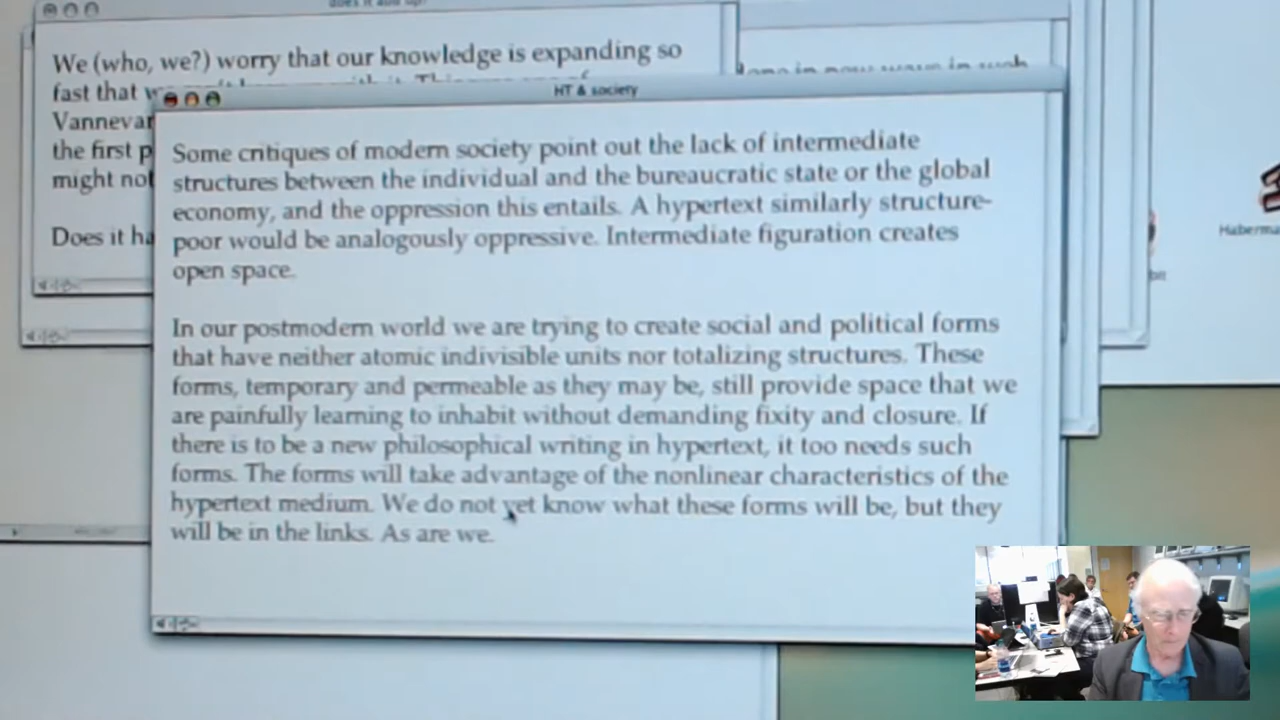 does it add up?
We (who, we?) worry that our knowledge is expanding so
fast that
Vannevar
the first
might not
Does it
HT & society
Some critiques of modern society point out the lack of intermediate
structures between the individual and the bureaucratic state or the global
economy, and the oppression this entails. A hypertext similarly structure-
poor would be analogously oppressive. Intermediate figuration creates
open space.
In our postmodern world we are trying to create social and political forms
that have neither atomic indivisible units nor totalizing structures. These
forms, temporary and permeable as they may be, still provide space that we
are painfully learning to inhabit without demanding fixity and closure. If
there is to be a new philosophical writing in hypertext, it too needs such
forms. The forms will take advantage of the nonlinear characteristics of the
hypertext medium. We do not yet know what these forms will be, but they
will be in the links. As are we.
Haberma